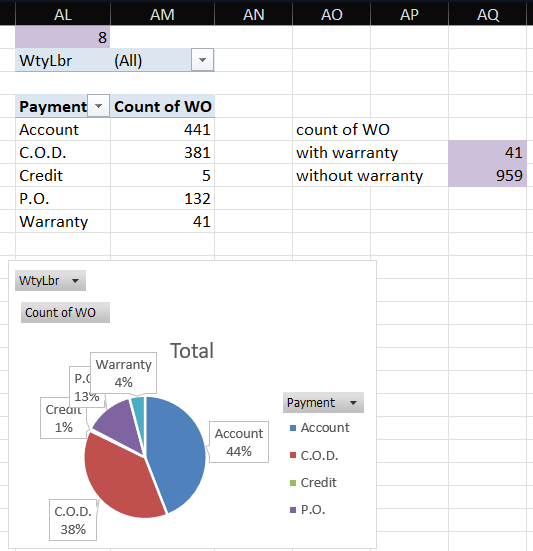 AL AM AN AO AP AQ
8
WtyLbr (All)
Payment Count of WO
Account 441 count of WO
C.O.D. 381 with warranty 41
Credit 5 without warranty 959
P.O. 132
Warranty 41
WtyLbr
Count of WO
Total
Warranty
4%
13%
Credit
1%
Account
44%
C.O.D.
38%
Payment
Account
C.O.D.
Credit
P.O.